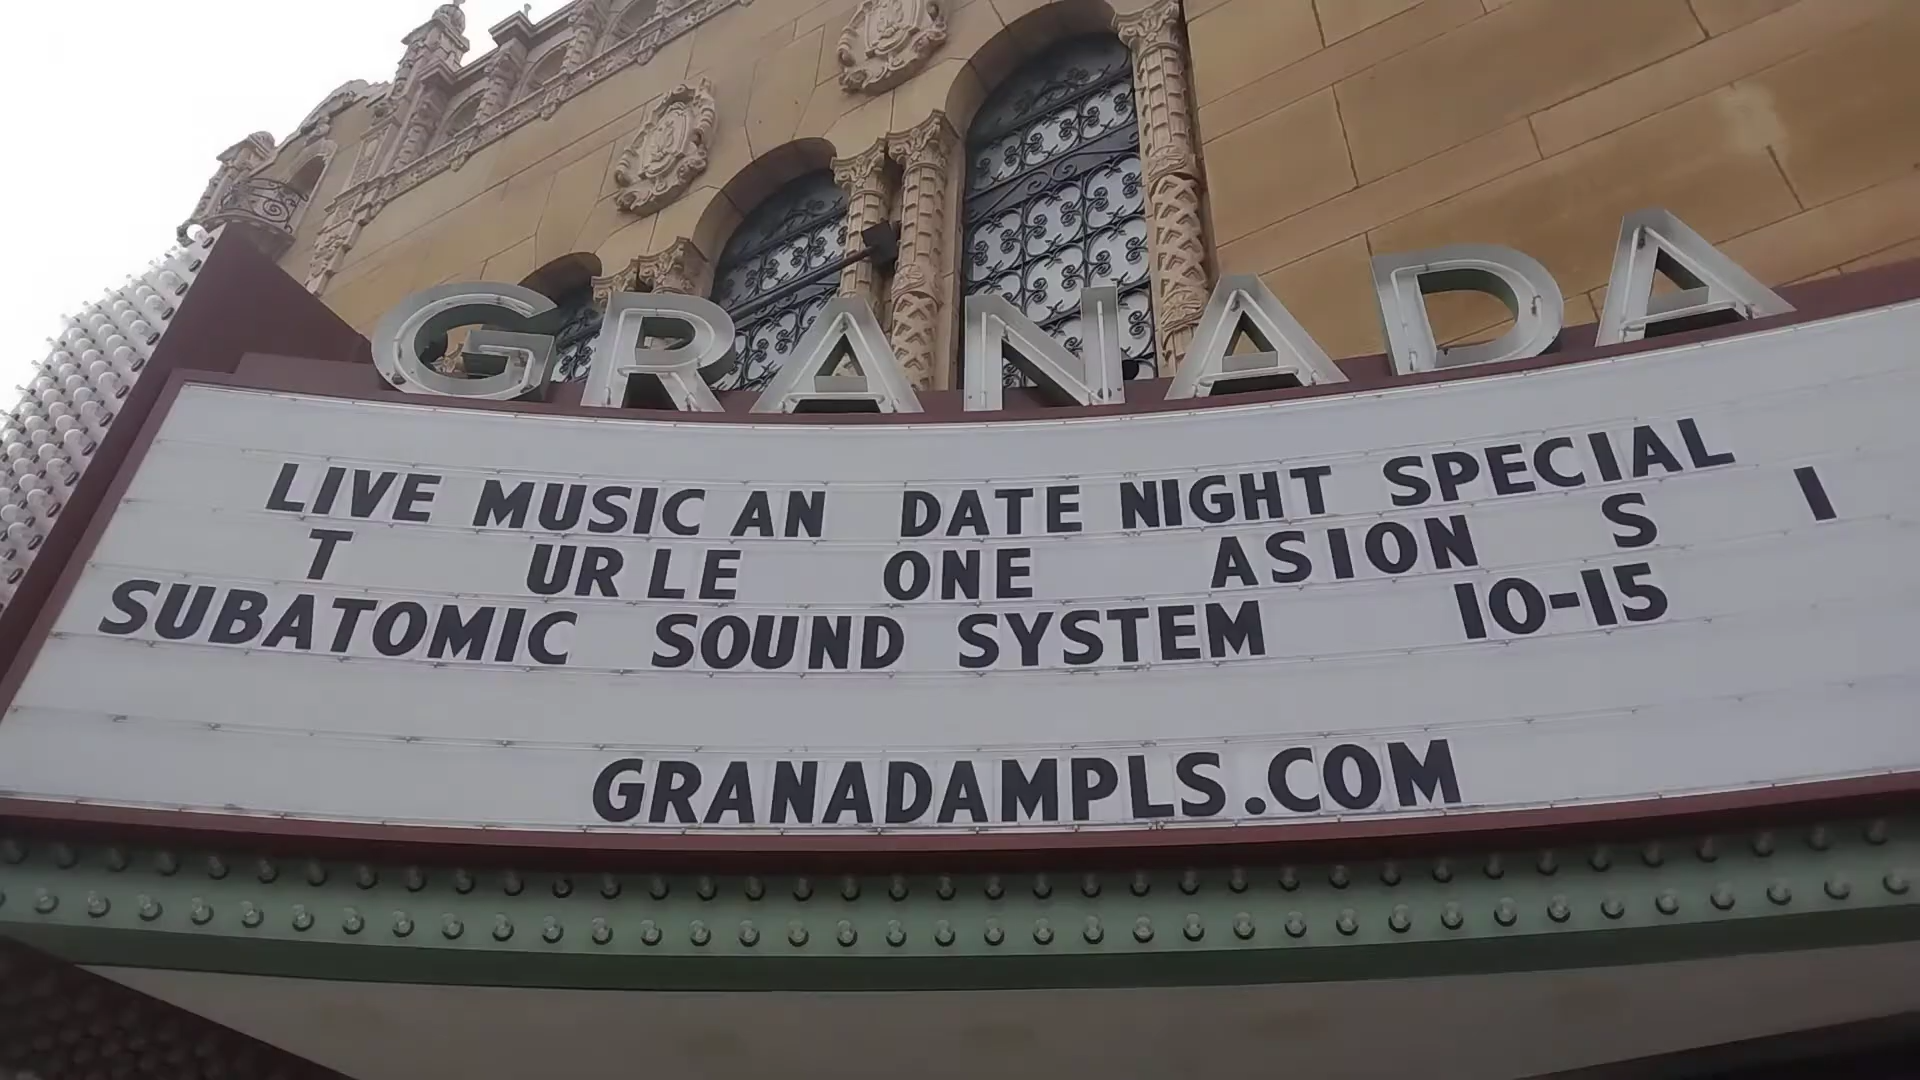 GRANADA
LIVE MUSIC AN DATE NIGHT SPECIAL
T URLE ONE ASION S I
SUBATOMIC SOUND SYSTEM 10-15
GRANADAMPLS.COM